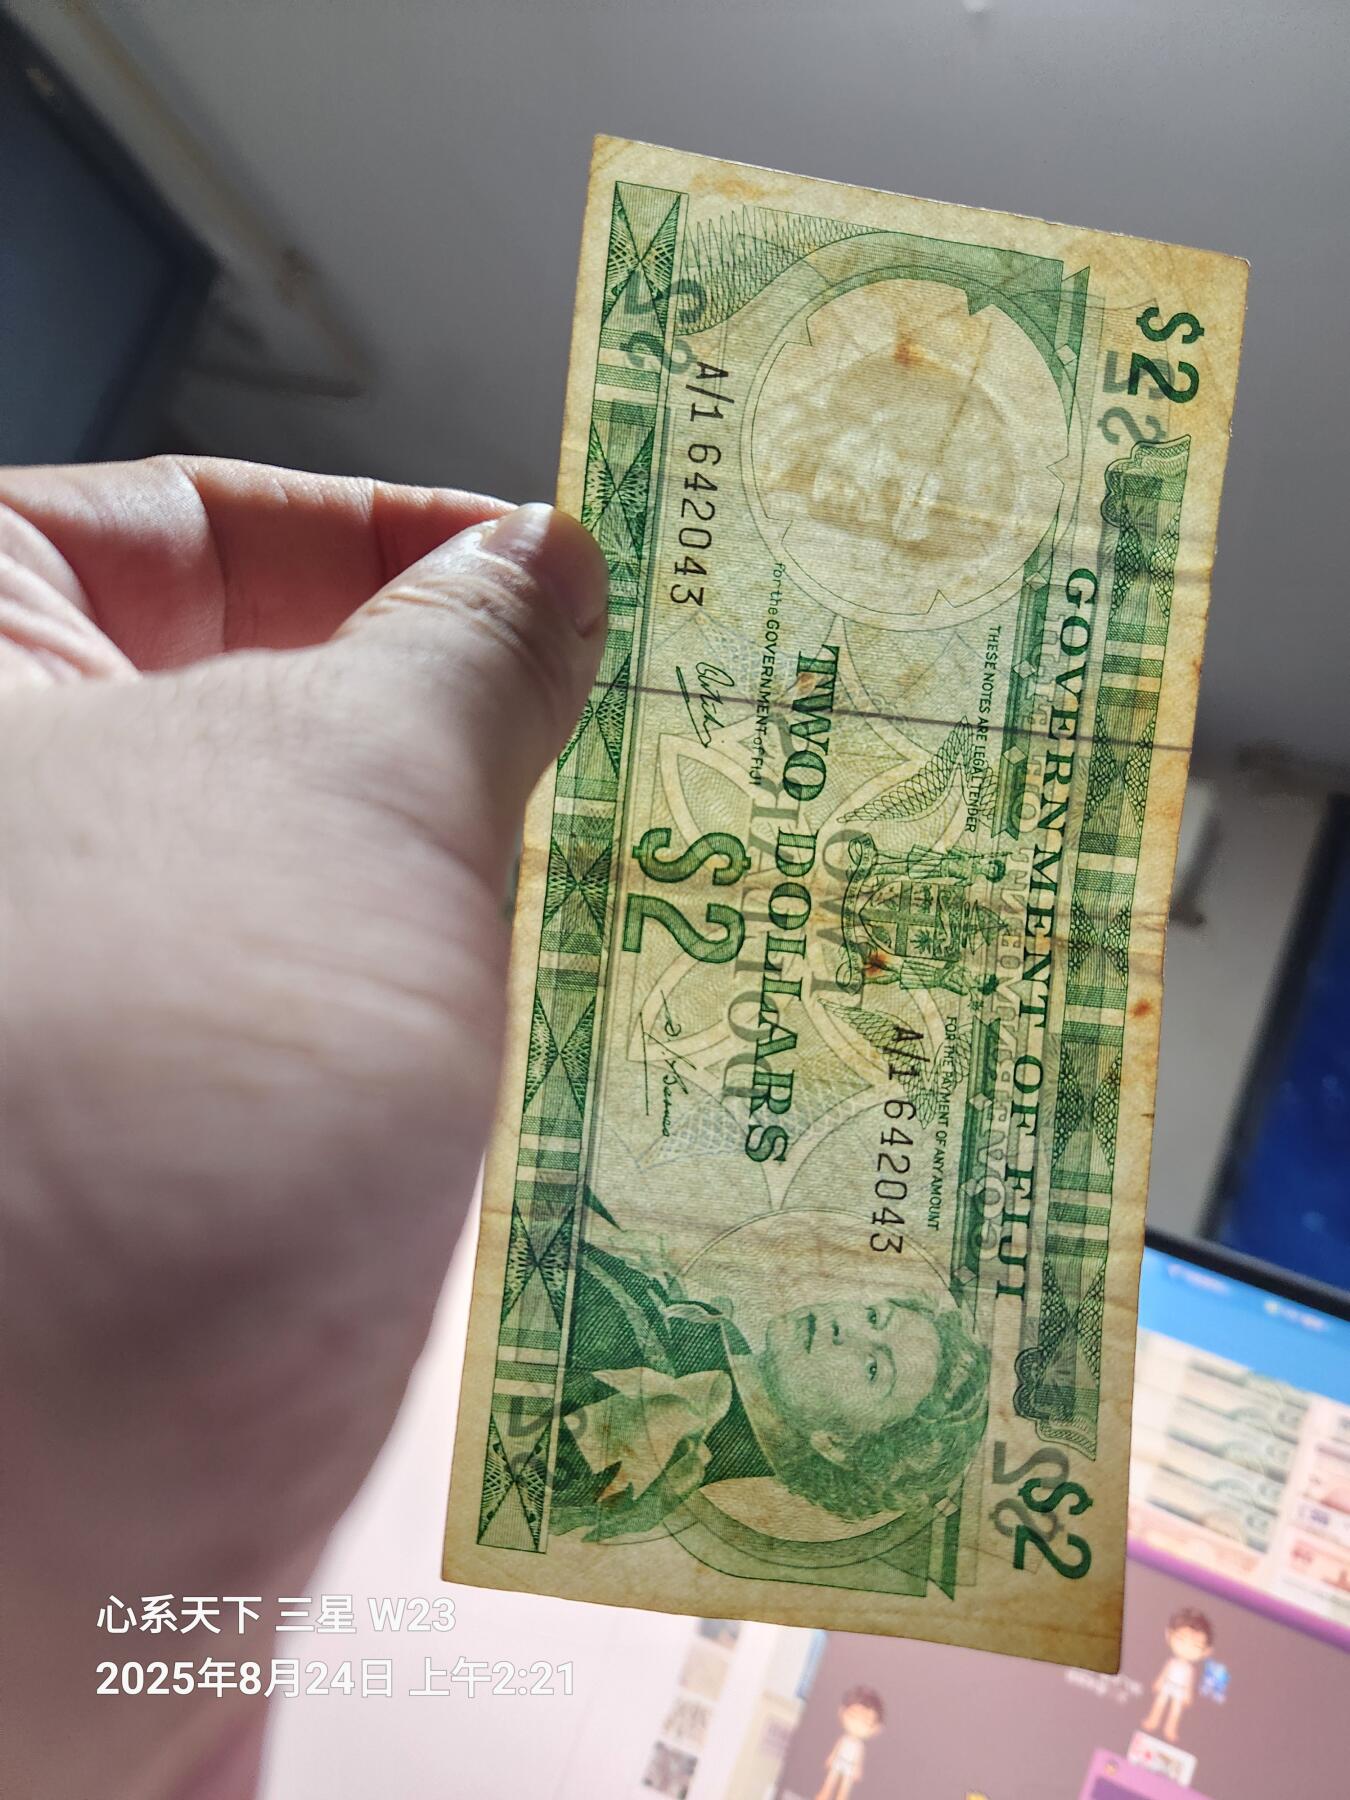 $2
GOVERNMENT OF FIJI
$2
THESE NOTES ARE LEGAL TENDER
FOR THE PAYMENT OF ANY AMOUNT
A/1 642043
TWO DOLLARS
for the GOVERNMENT OF FIJI
A/1 642043
$2
心系天下 三星 W23
2025年8月24日 上午2:21